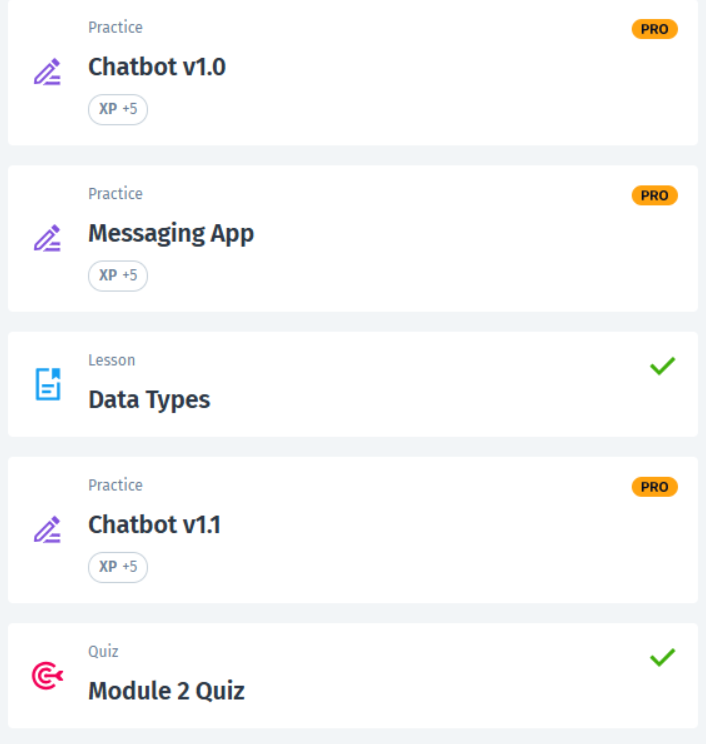 Practice
PRO
Chatbot v1.0
XP +5
Practice
PRO
Messaging App
XP +5
Lesson
Data Types
Practice
PRO
Chatbot v1.1
XP +5
Quiz
Module 2 Quiz